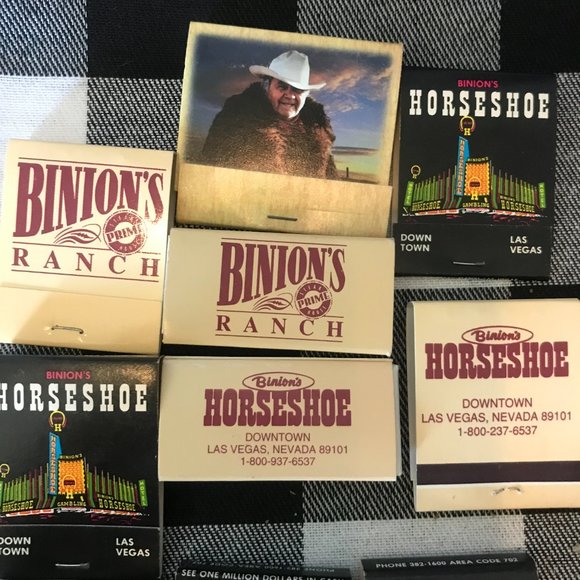 BINION'S
HORSESHOE
DOWN
TOWN
LAS
VEGAS
BINION'S
PRIME
RANCH
BINION'S
PRIME
RANCH
BINION'S
HORSESHOE
HORSESHOE
GAMBLING
HORSESHOE
DOWN
TOWN
LAS
VEGAS
Binion's
HORSESHOE
DOWNTOWN
LAS VEGAS, NEVADA 89101
1-800-937-6537
Binion's
HORSESHOE
DOWNTOWN
LAS VEGAS, NEVADA 89101
1-800-237-6537
SEE ONE MILLION DOLLARS IN
PHONE 382-1600 AREA CODE 702